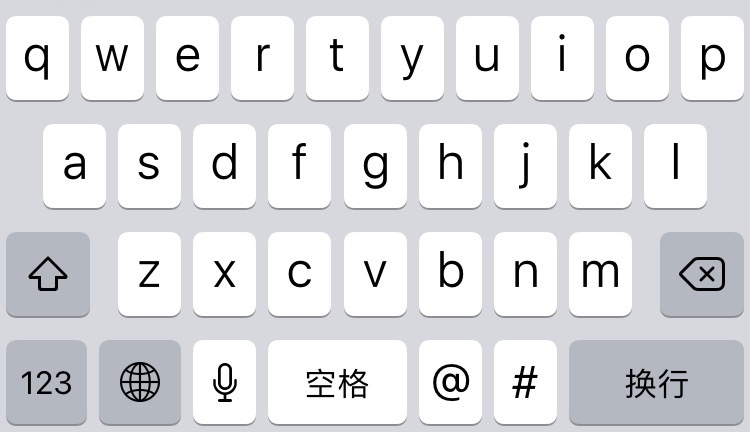 q w e r t y u i o p
a s d f g h j k l
z x c v b n m
123 空格 @ # 换行